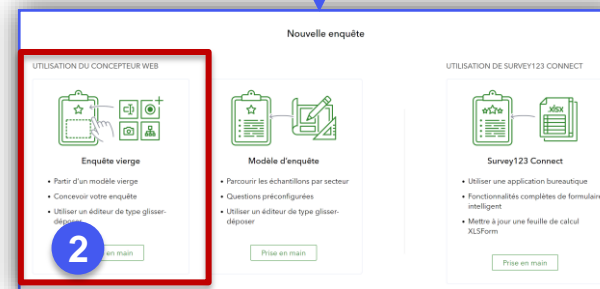 Nouvelle enquête
UTILISATION DU CONCEPTEUR WEB
UTILISATION DE SURVEY123 CONNECT
Enquête vierge
• Partir d'un modèle vierge
• Concevoir votre enquête
• Utiliser un éditeur de type glisser-
déposer
en main
2
Modèle d'enquête
• Parcourir les échantillons par secteur
• Questions préconfigurées
• Utiliser un éditeur de type glisser-
déposer
Prise en main
XLSX
Survey123 Connect
• Utiliser une application bureautique
• Fonctionnalités complètes de formulaire
intelligent
• Mettre à jour une feuille de calcul
XLSForm
Prise en main